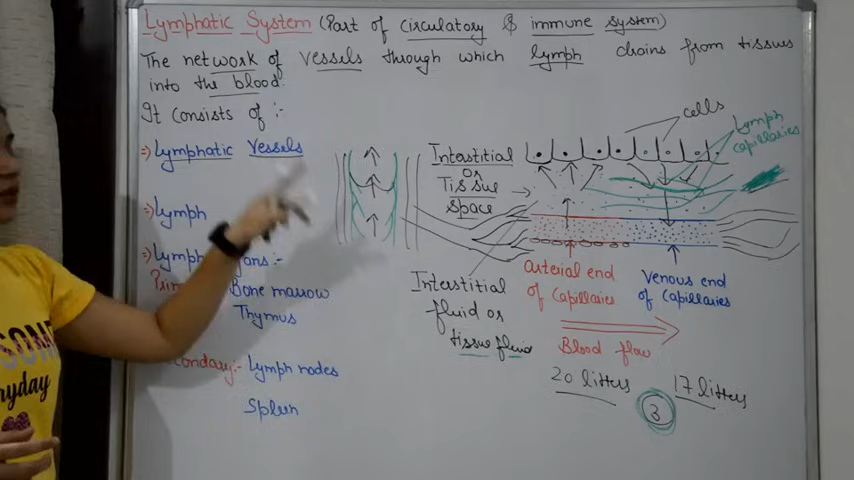 Lymphatic System (Part of circulatory & immune system)
The network of vessels through which lymph drains from tissues
into the blood.
It consists of :-
⇒ Lymphatic Vessels
⇒ Lymph
⇒ Lymph
Bone marrow
Thymus
Lymph nodes
Spleen
Interstitial
or
Tissue
space
cells
Lymph
capillaries
Interstitial
fluid or
tissue fluid
arterial end
of Capillaries
Venous end
of Capillaries
Blood flow
20 litters
3
17 litters